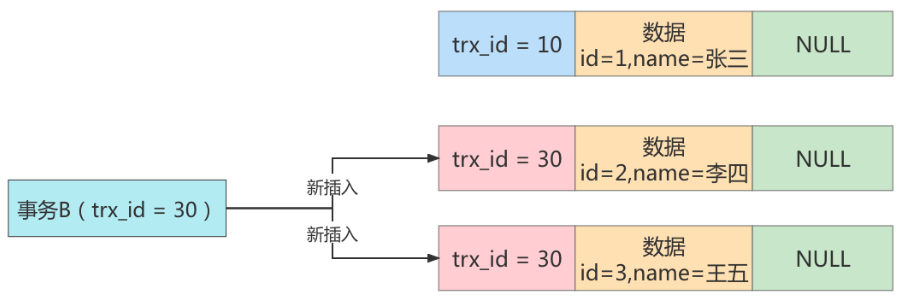 trx_id = 10
数据
id=1,name=张三
NULL
trx_id = 30
数据
id=2,name=李四
NULL
新插入
事务B（trx_id = 30）
新插入
trx_id = 30
数据
id=3,name=王五
NULL